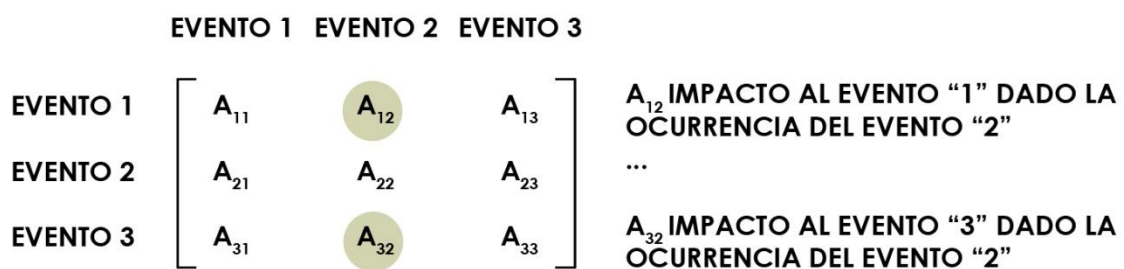 EVENTO 1 EVENTO 2 EVENTO 3
EVENTO 1 A₁₁ A₁₂ A₁₃ A₁₂ IMPACTO AL EVENTO “1” DADO LA
OCURRENCIA DEL EVENTO “2”
EVENTO 2 A₂₁ A₂₂ A₂₃ ...
EVENTO 3 A₃₁ A₃₂ A₃₃ A₃₂ IMPACTO AL EVENTO “3” DADO LA
OCURRENCIA DEL EVENTO “2”